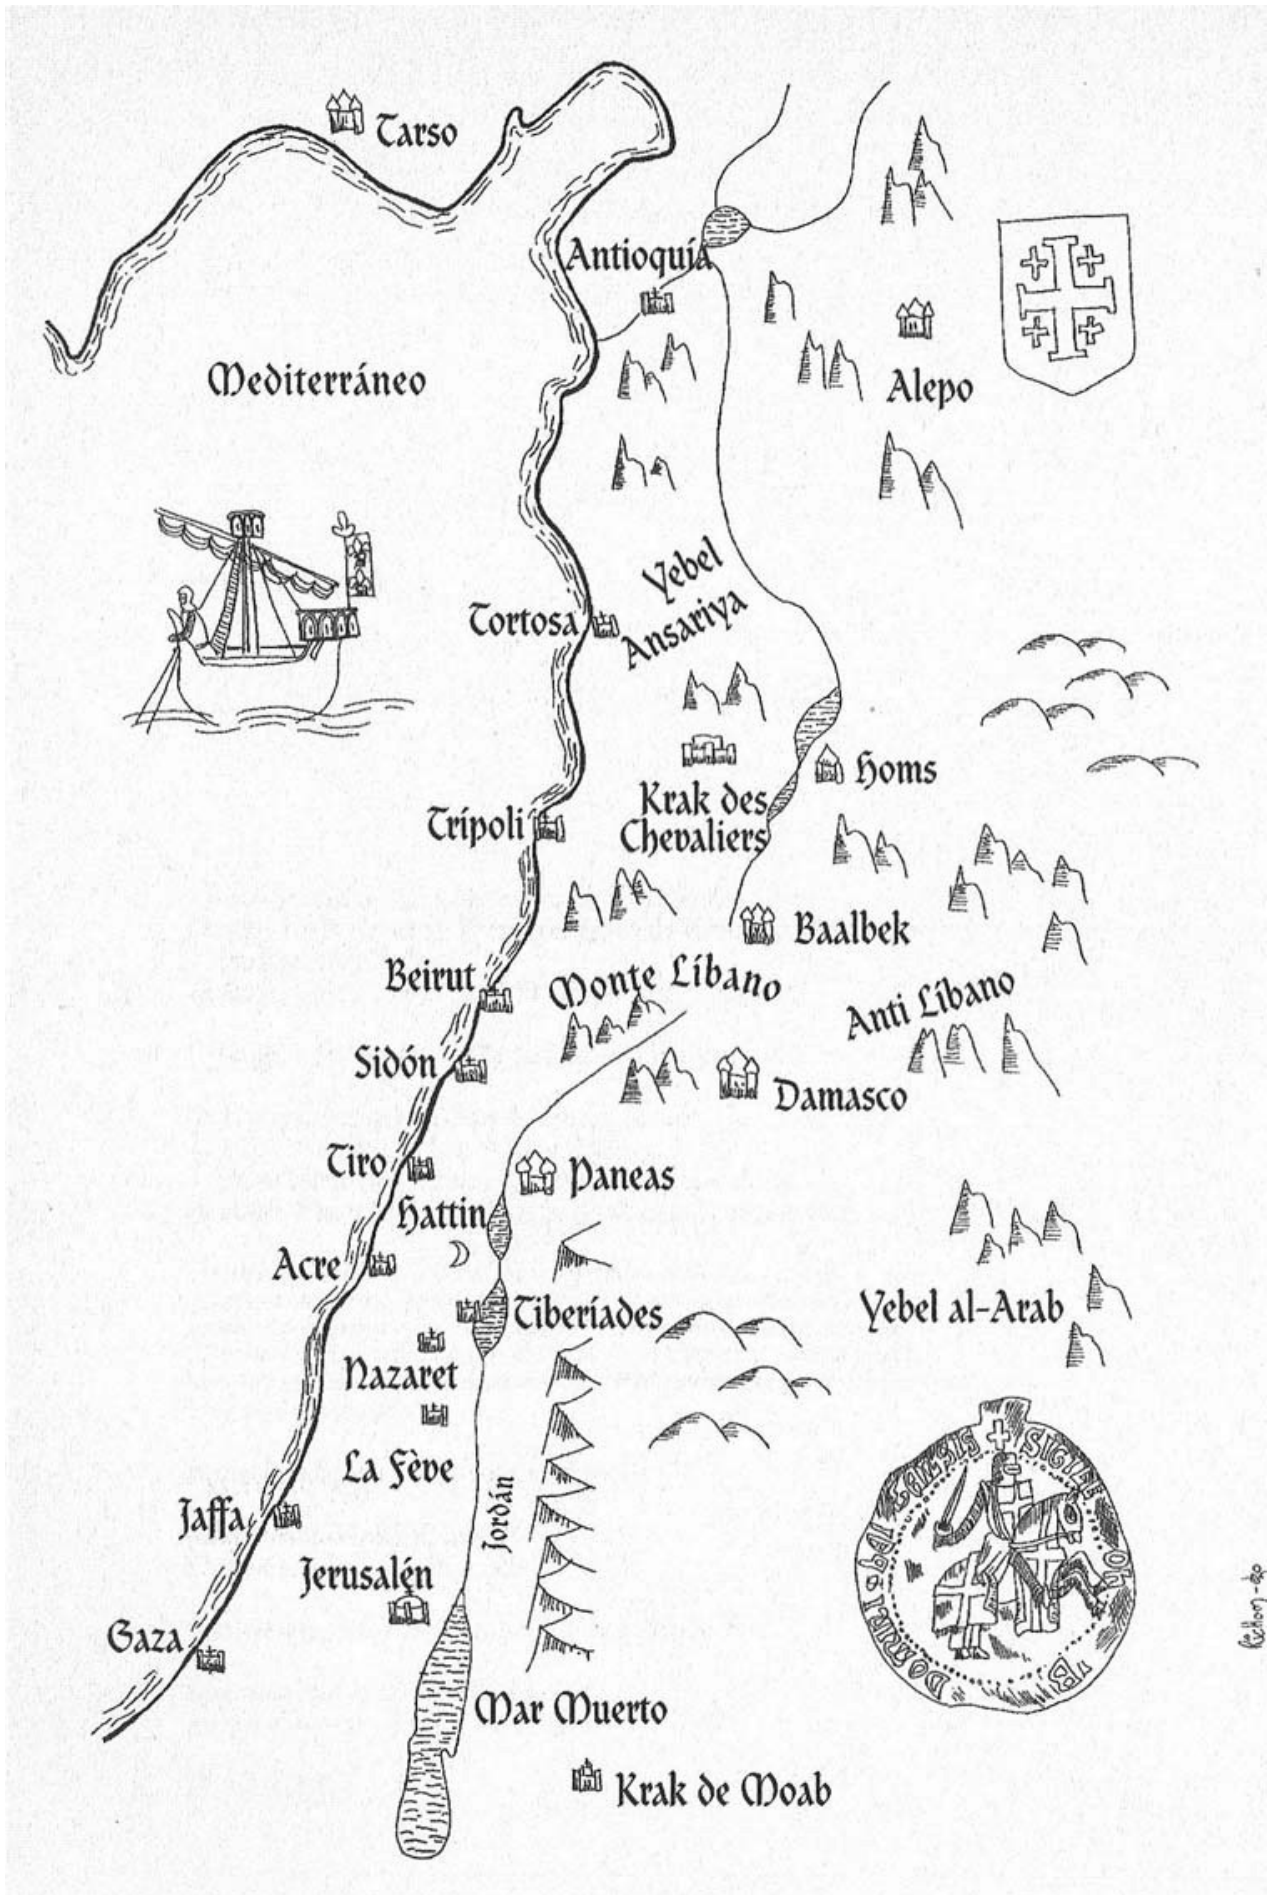 Tarso
Antioquía
Mediterráneo
Alepo
Yebel
Ansariya
Tortosa
Homs
Krak des
Chevaliers
Trípoli
Baalbek
Beirut
Monte Líbano
Anti Líbano
Sidón
Damasco
Tiro
Paneas
Hattin
Acre
Tiberíades
Yebel al-Arab
Nazaret
La Fève
Jordán
Jaffa
Jerusalén
Gaza
Mar Muerto
Krak de Moab